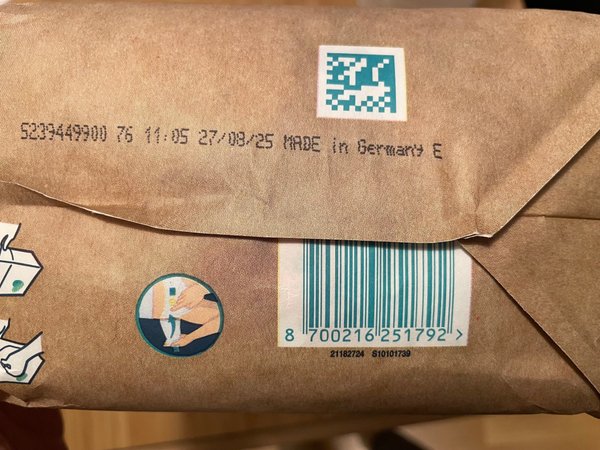 5239449900 76 11:05 27/08/25 MADE in Germany E
8 700216 251792 >
21182724 S10101739